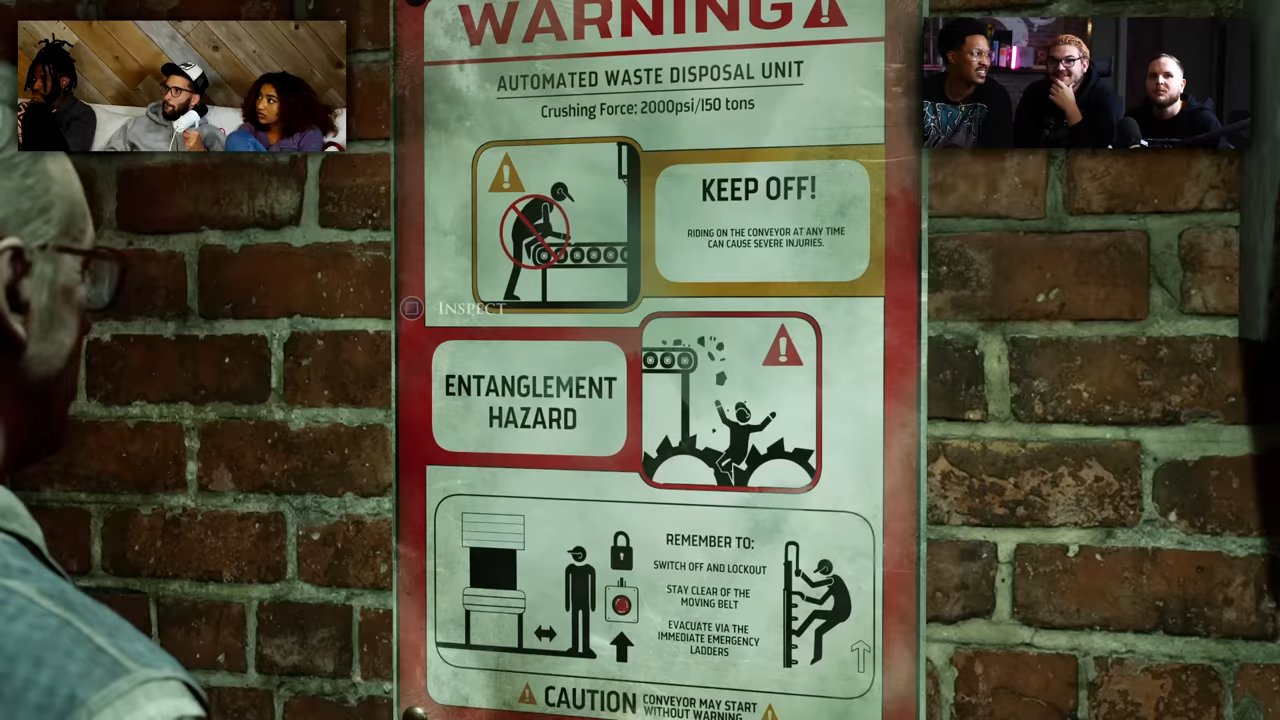 WARNING
AUTOMATED WASTE DISPOSAL UNIT
Crushing Force: 2000psi/150 tons
KEEP OFF!
RIDING ON THE CONVEYOR AT ANY TIME
CAN CAUSE SEVERE INJURIES.
INSPECT
ENTANGLEMENT
HAZARD
REMEMBER TO:
SWITCH OFF AND LOCKOUT
STAY CLEAR OF THE
MOVING BELT
EVACUATE VIA THE
IMMEDIATE EMERGENCY
LADDERS
CAUTION
CONVEYOR MAY START
WITHOUT WARNING